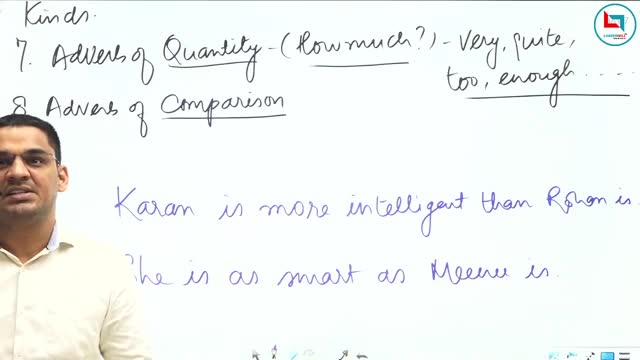 Kinds.
7. Adverbs of Quantity - (How much?) - very, quite,
too, enough.....
8 Adverb of Comparison
Karan is more intelligent than Rohan is.
She is as smart as Meenu is.